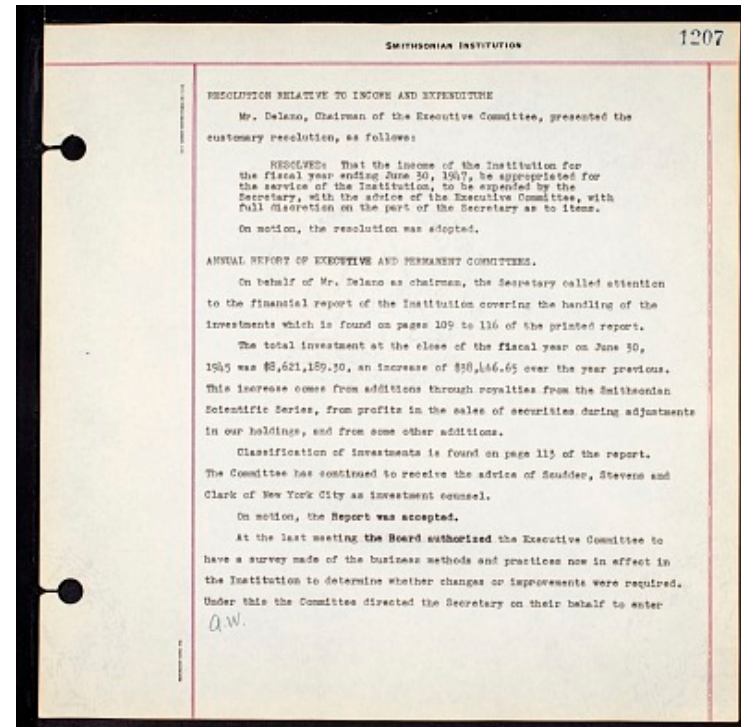 SMITHSONIAN INSTITUTION
1207
RESOLUTION RELATIVE TO INCOME AND EXPENDITURE
Mr. Delano, Chairman of the Executive Committee, presented the
customary resolution, as follows:
RESOLVED: That the income of the Institution for
the fiscal year ending June 30, 1947, be appropriated for
the service of the Institution, to be expended by the
Secretary, with the advice of the Executive Committee, with
full discretion on the part of the Secretary as to items.
On motion, the resolution was adopted.
ANNUAL REPORT OF EXECUTIVE AND PERMANENT COMMITTEES.
On behalf of Mr. Delano as chairman, the Secretary called attention
to the financial report of the Institution covering the handling of the
investments which is found on pages 109 to 116 of the printed report.
The total investment at the close of the fiscal year on June 30,
1945 was $8,621,189.30, an increase of $38,446.65 over the year previous.
This increase comes from additions through royalties from the Smithsonian
Scientific Series, from profits in the sales of securities during adjustments
in our holdings, and from some other additions.
Classification of investments is found on page 113 of the report.
The Committee has continued to receive the advice of Scudder, Stevens and
Clark of New York City as investment counsel.
On motion, the Report was accepted.
At the last meeting the Board authorized the Executive Committee to
have a survey made of the business methods and practices now in effect in
the Institution to determine whether changes or improvements were required.
Under this the Committee directed the Secretary on their behalf to enter
a.w.